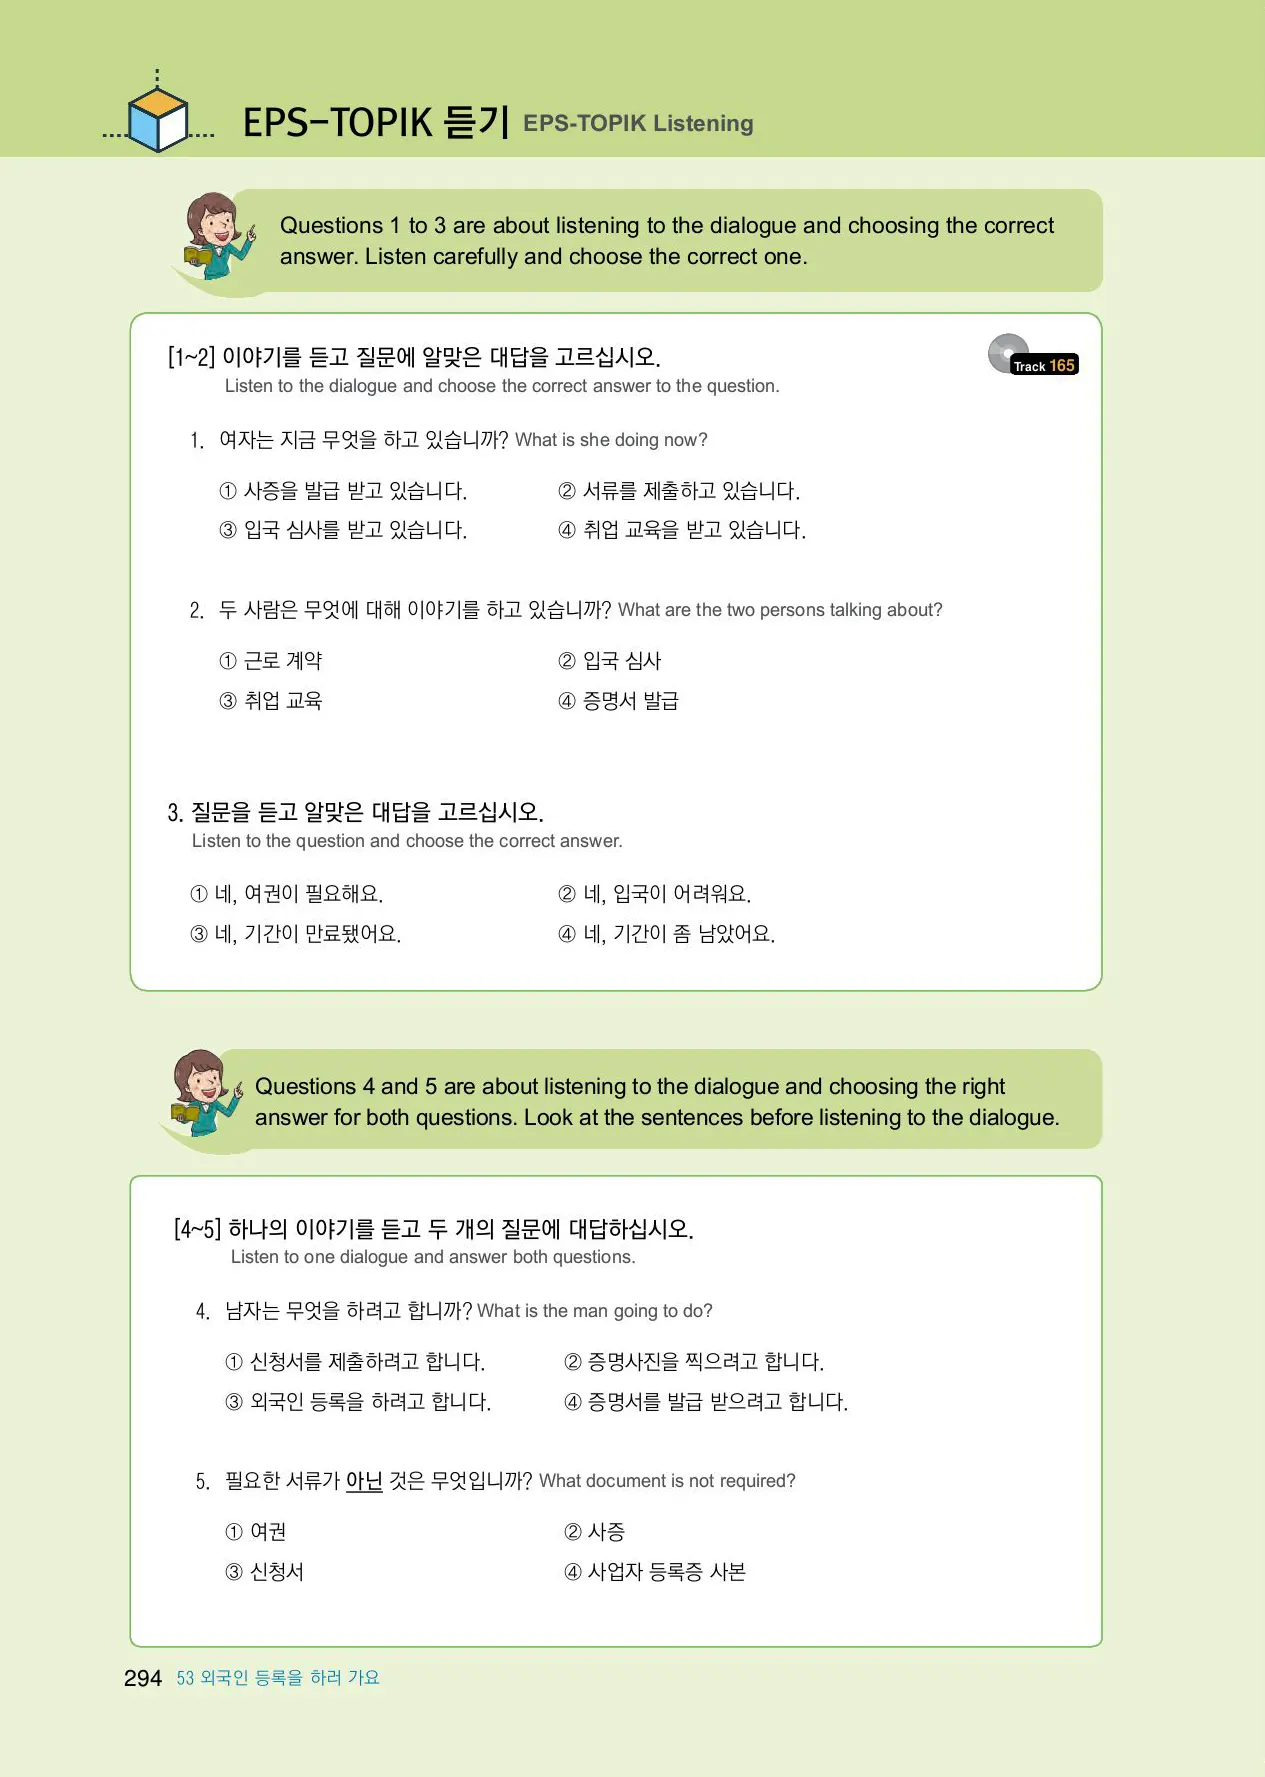 EPS-TOPIK 듣기 EPS-TOPIK Listening
Questions 1 to 3 are about listening to the dialogue and choosing the correct
answer. Listen carefully and choose the correct one.
[1~2] 이야기를 듣고 질문에 알맞은 대답을 고르십시오.
Track 165
Listen to the dialogue and choose the correct answer to the question.
1. 여자는 지금 무엇을 하고 있습니까? What is she doing now?
① 사증을 발급 받고 있습니다. ② 서류를 제출하고 있습니다.
③ 입국 심사를 받고 있습니다. ④ 취업 교육을 받고 있습니다.
2. 두 사람은 무엇에 대해 이야기를 하고 있습니까? What are the two persons talking about?
① 근로 계약 ② 입국 심사
③ 취업 교육 ④ 증명서 발급
3. 질문을 듣고 알맞은 대답을 고르십시오.
Listen to the question and choose the correct answer.
① 네, 여권이 필요해요. ② 네, 입국이 어려워요.
③ 네, 기간이 만료됐어요. ④ 네, 기간이 좀 남았어요.
Questions 4 and 5 are about listening to the dialogue and choosing the right
answer for both questions. Look at the sentences before listening to the dialogue.
[4~5] 하나의 이야기를 듣고 두 개의 질문에 대답하십시오.
Listen to one dialogue and answer both questions.
4. 남자는 무엇을 하려고 합니까? What is the man going to do?
① 신청서를 제출하려고 합니다. ② 증명사진을 찍으려고 합니다.
③ 외국인 등록을 하려고 합니다. ④ 증명서를 발급 받으려고 합니다.
5. 필요한 서류가 아닌 것은 무엇입니까? What document is not required?
① 여권 ② 사증
③ 신청서 ④ 사업자 등록증 사본
294 53 외국인 등록을 하러 가요